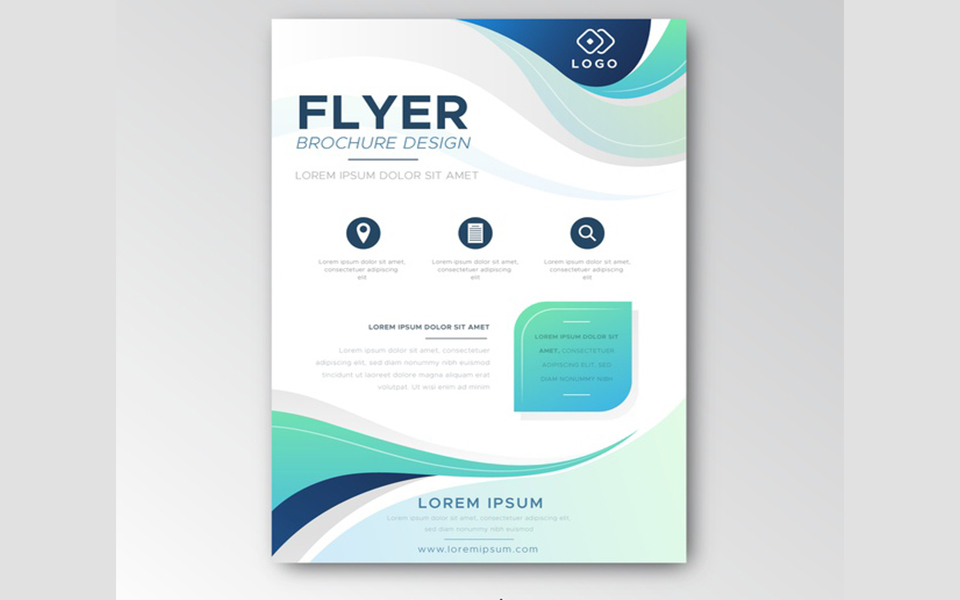 LOGO
FLYER
BROCHURE DESIGN
LOREM IPSUM DOLOR SIT AMET
Lorem ipsum dolor sit amet,
consectetuer adipiscing
elit
Lorem ipsum dolor sit amet,
consectetuer adipiscing
elit
Lorem ipsum dolor sit amet,
consectetuer adipiscing
elit
LOREM IPSUM DOLOR SIT AMET
Lorem ipsum dolor sit amet, consectetuer
adipiscing elit, sed diam nonummy nibh euismod
tincidunt ut laoreet dolore magna aliquam erat
volutpat. Ut wisi enim ad minim
LOREM IPSUM DOLOR SIT
AMET, CONSECTETUER
ADIPISCING ELIT, SED
DIAM NONUMMY NIBH
LOREM IPSUM
Lorem ipsum dolor sit amet, consectetuer adipiscing elit,
sed diam nonummy nibh
www.loremipsum.com